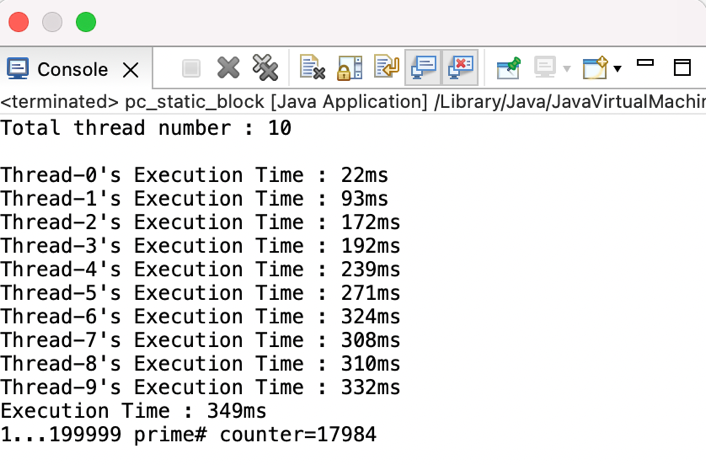 Console
<terminated> pc_static_block [Java Application] /Library/Java/JavaVirtualMachin
Total thread number : 10
Thread-0's Execution Time : 22ms
Thread-1's Execution Time : 93ms
Thread-2's Execution Time : 172ms
Thread-3's Execution Time : 192ms
Thread-4's Execution Time : 239ms
Thread-5's Execution Time : 271ms
Thread-6's Execution Time : 324ms
Thread-7's Execution Time : 308ms
Thread-8's Execution Time : 310ms
Thread-9's Execution Time : 332ms
Execution Time : 349ms
1...199999 prime# counter=17984